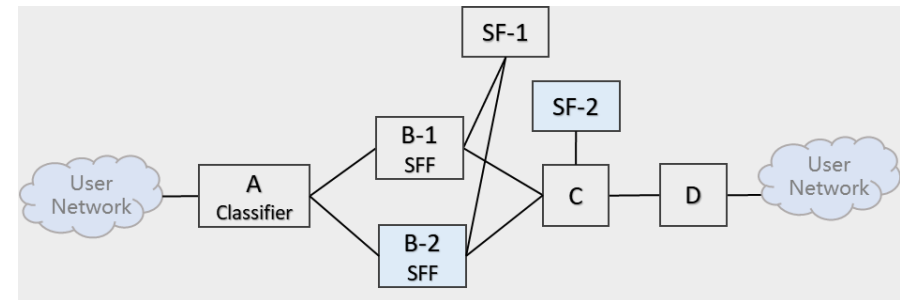 SF-1
SF-2
B-1
SFF
User
Network
A
Classifier
C
D
User
Network
B-2
SFF